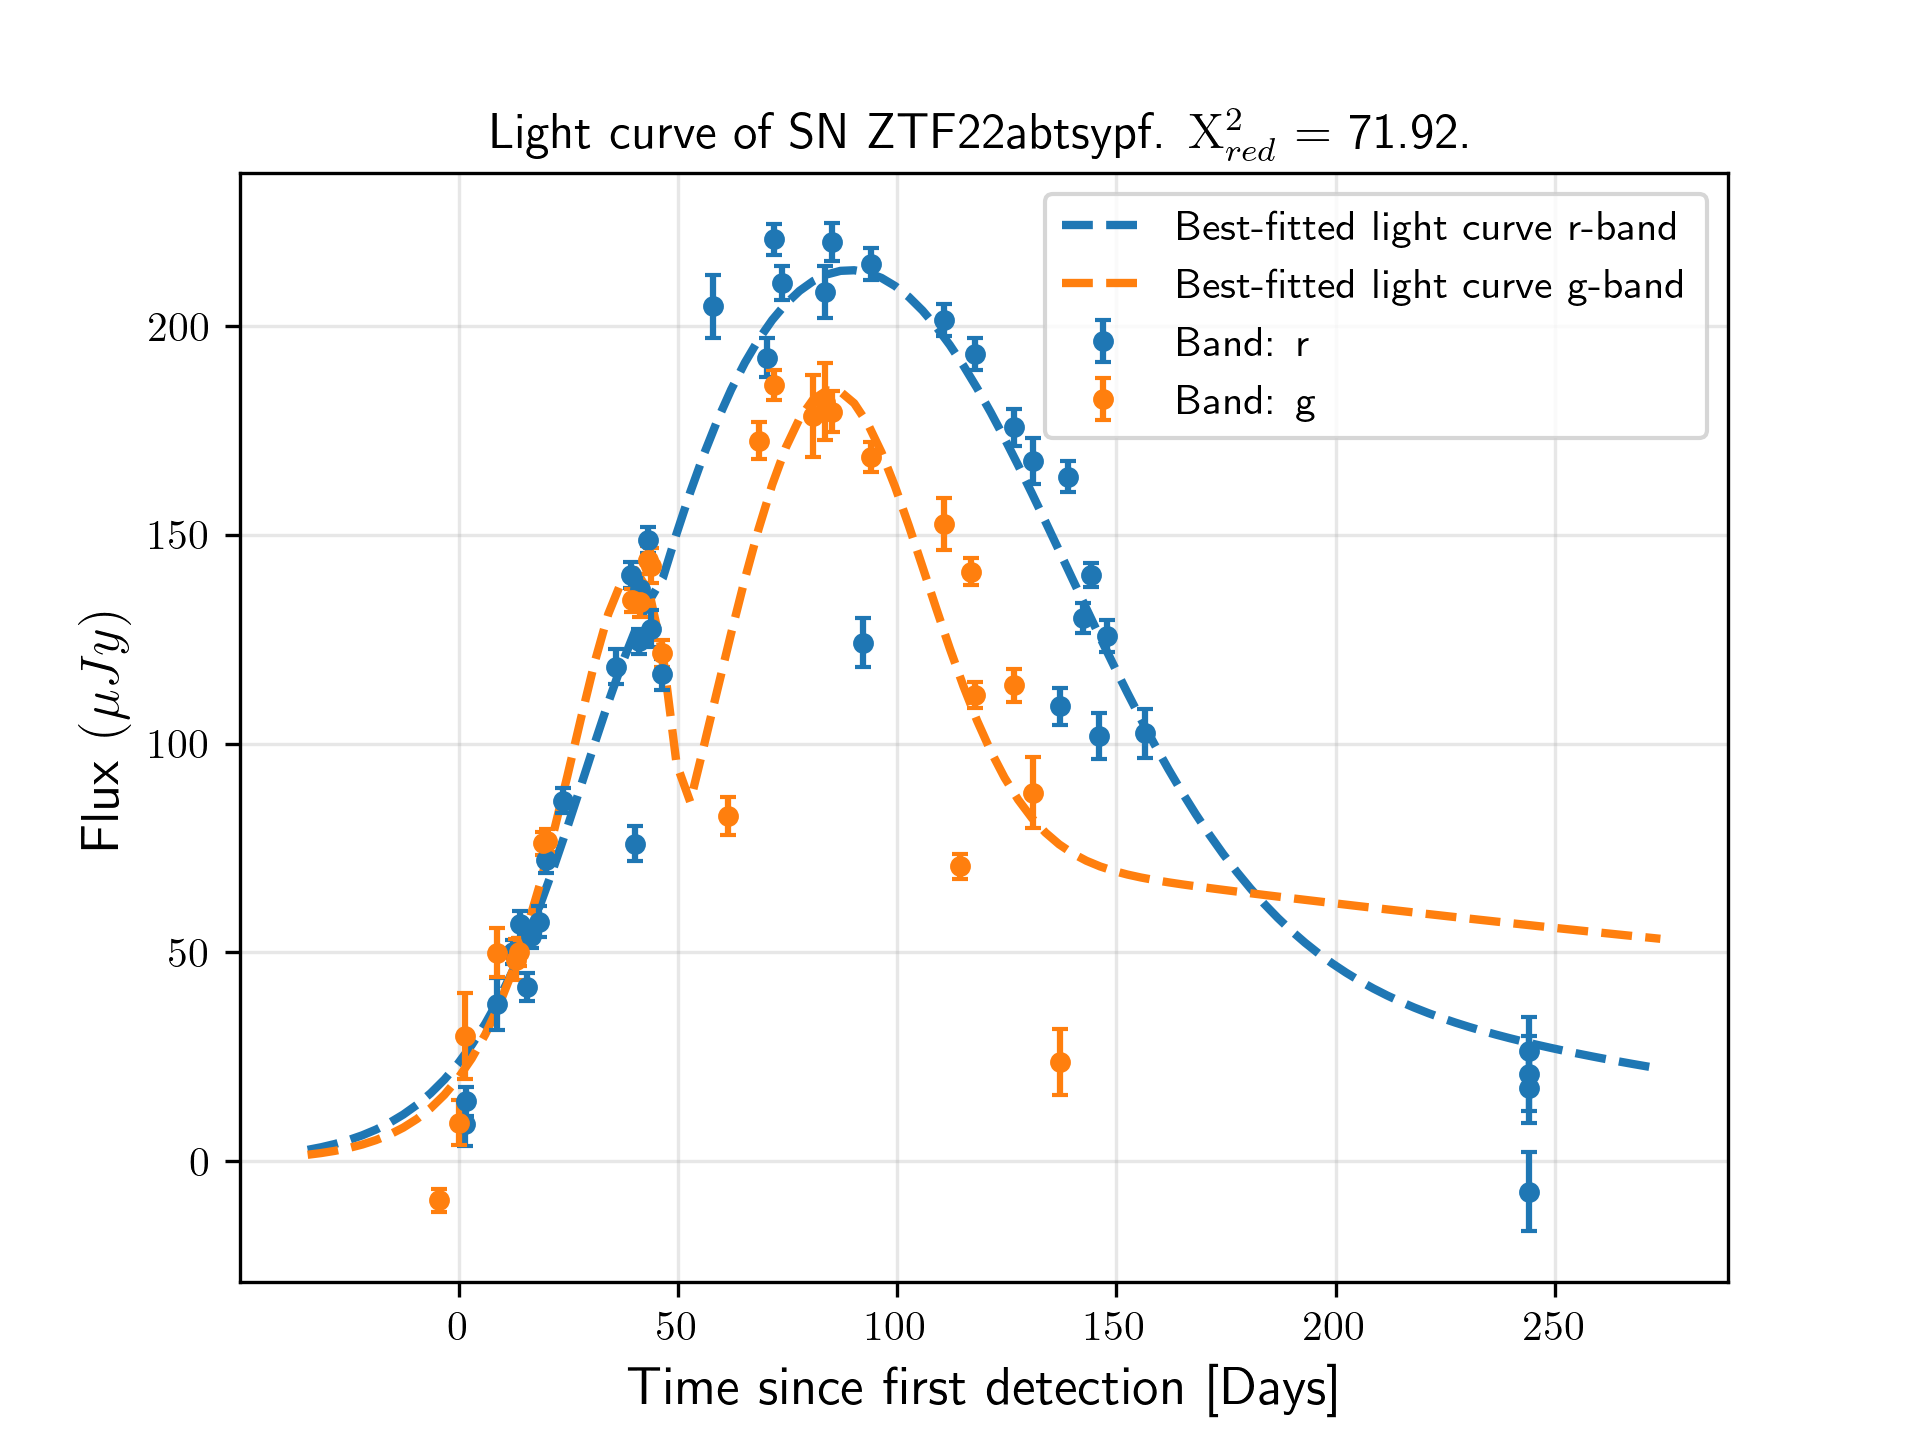 Light curve of SN ZTF22abtsypf. X²_red = 71.92.
Best-fitted light curve r-band
Best-fitted light curve g-band
Band: r
Band: g
Flux (μJy)
200
150
100
50
0
0 50 100 150 200 250
Time since first detection [Days]